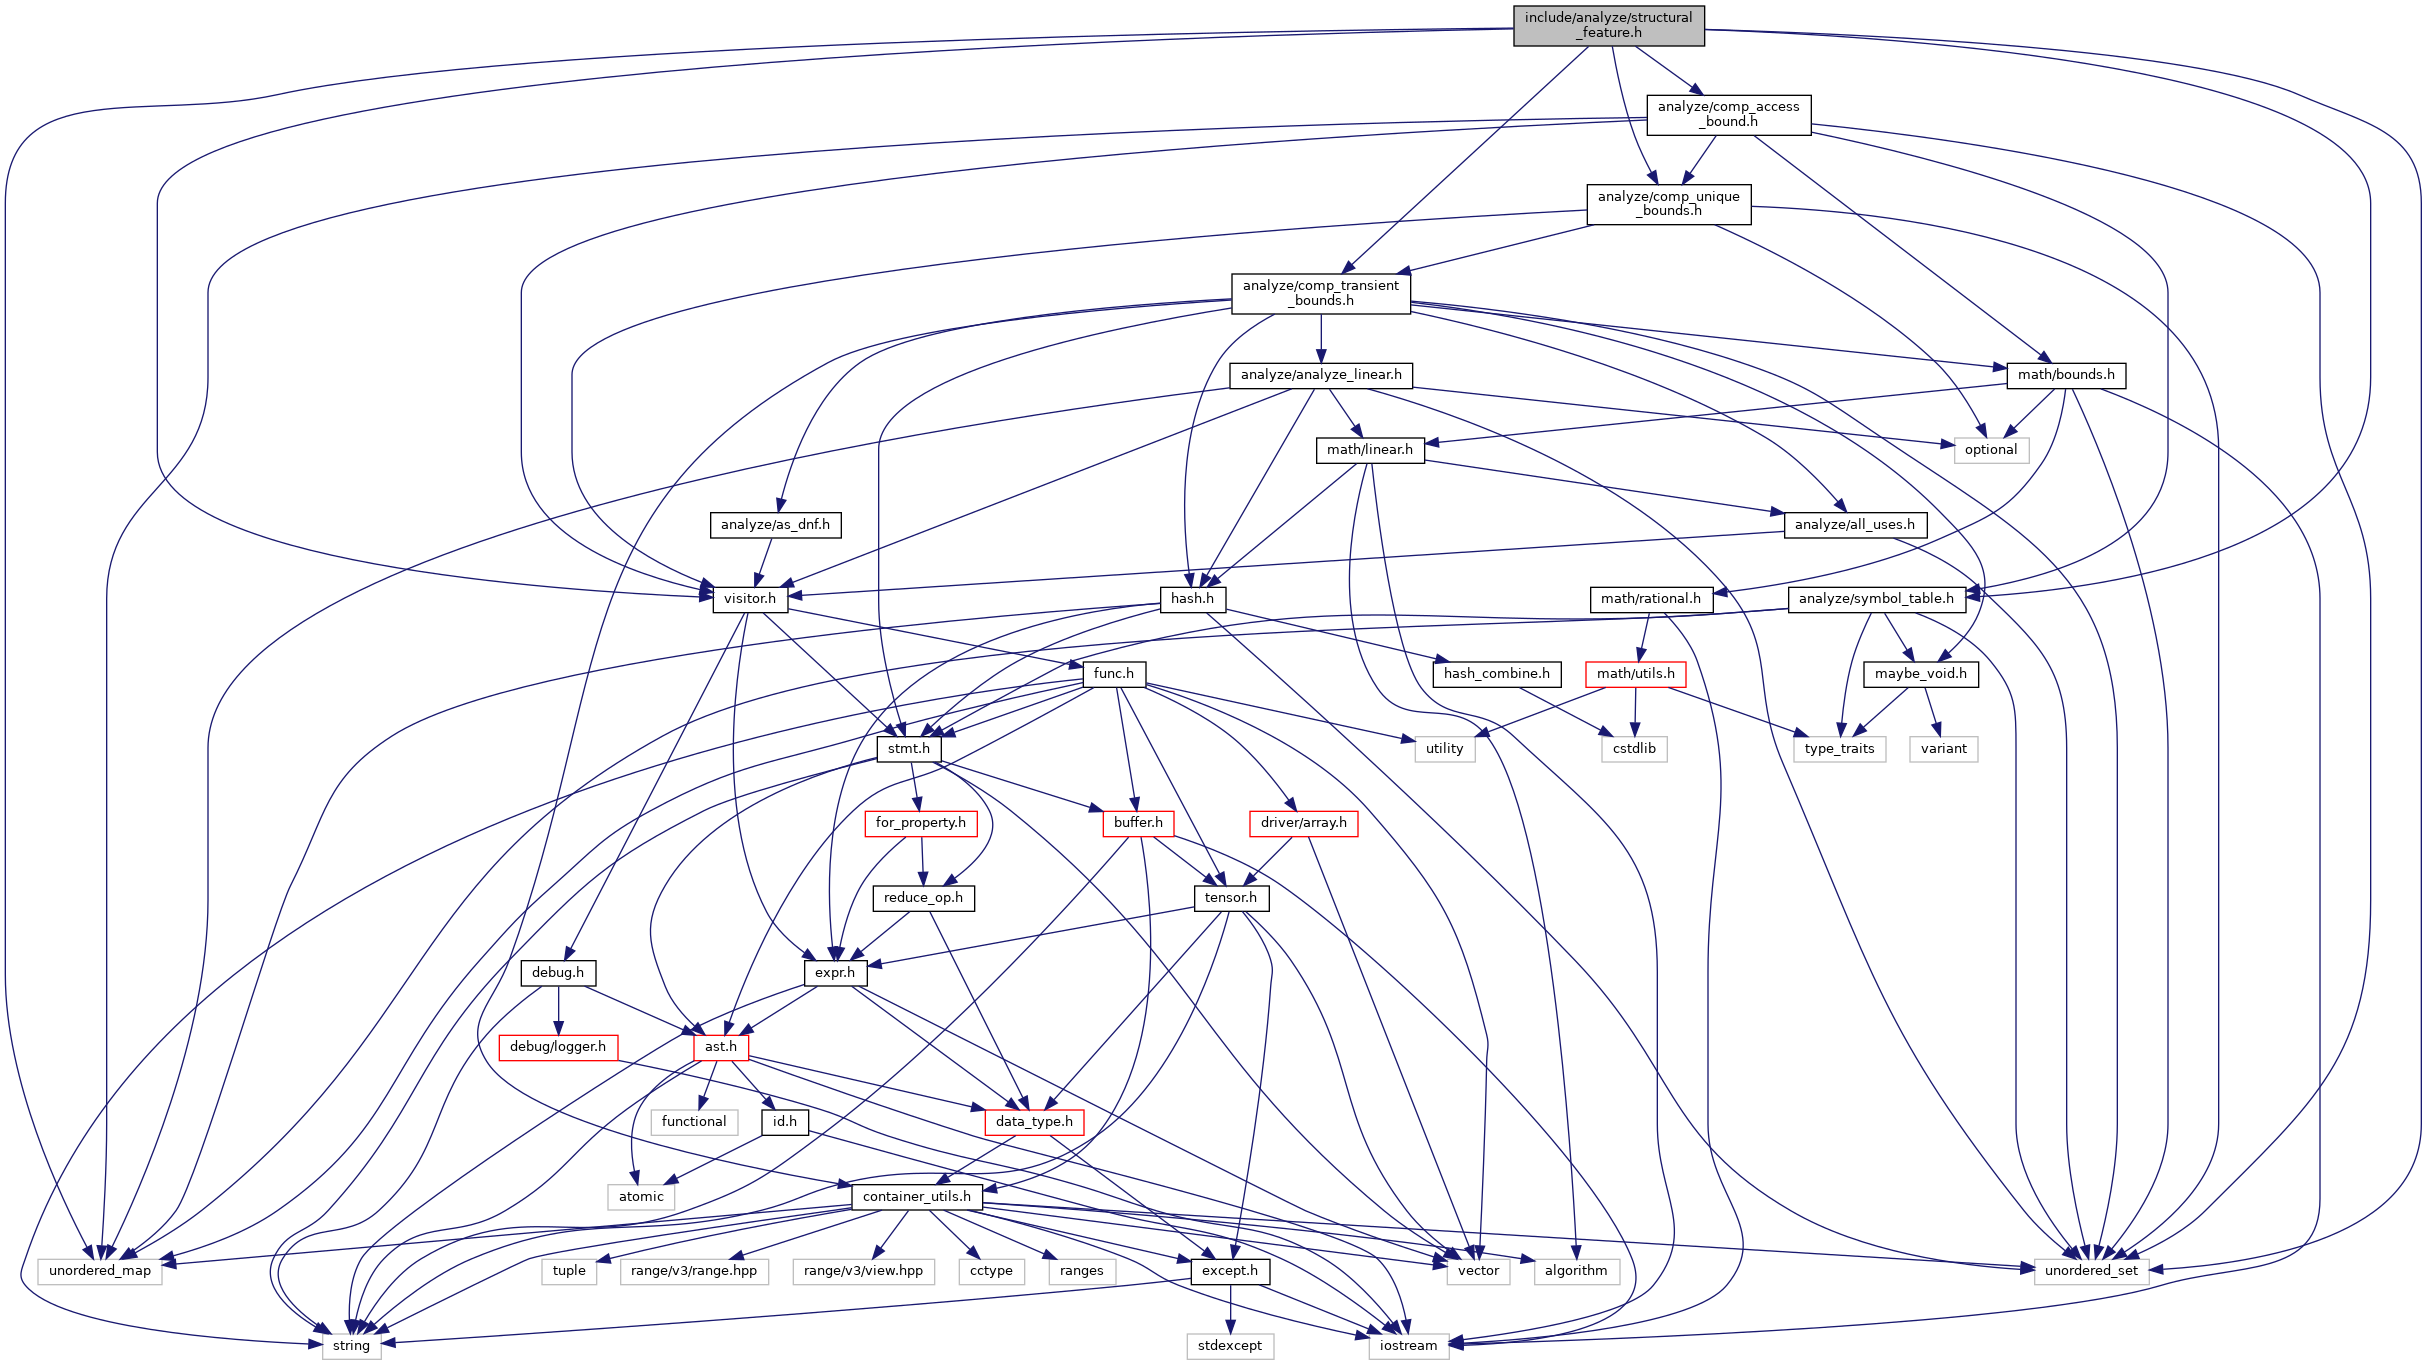 include/analyze/structural
_feature.h
analyze/comp_access
_bound.h
analyze/comp_unique
_bounds.h
analyze/comp_transient
_bounds.h
analyze/analyze_linear.h
math/bounds.h
math/linear.h
optional
analyze/as_dnf.h
analyze/all_uses.h
visitor.h
hash.h
math/rational.h
analyze/symbol_table.h
func.h
hash_combine.h
math/utils.h
maybe_void.h
stmt.h
utility
cstdlib
type_traits
variant
for_property.h
buffer.h
driver/array.h
reduce_op.h
tensor.h
debug.h
expr.h
debug/logger.h
ast.h
functional
id.h
data_type.h
atomic
container_utils.h
unordered_map
tuple
range/v3/range.hpp
range/v3/view.hpp
cctype
ranges
except.h
vector
algorithm
unordered_set
string
stdexcept
iostream